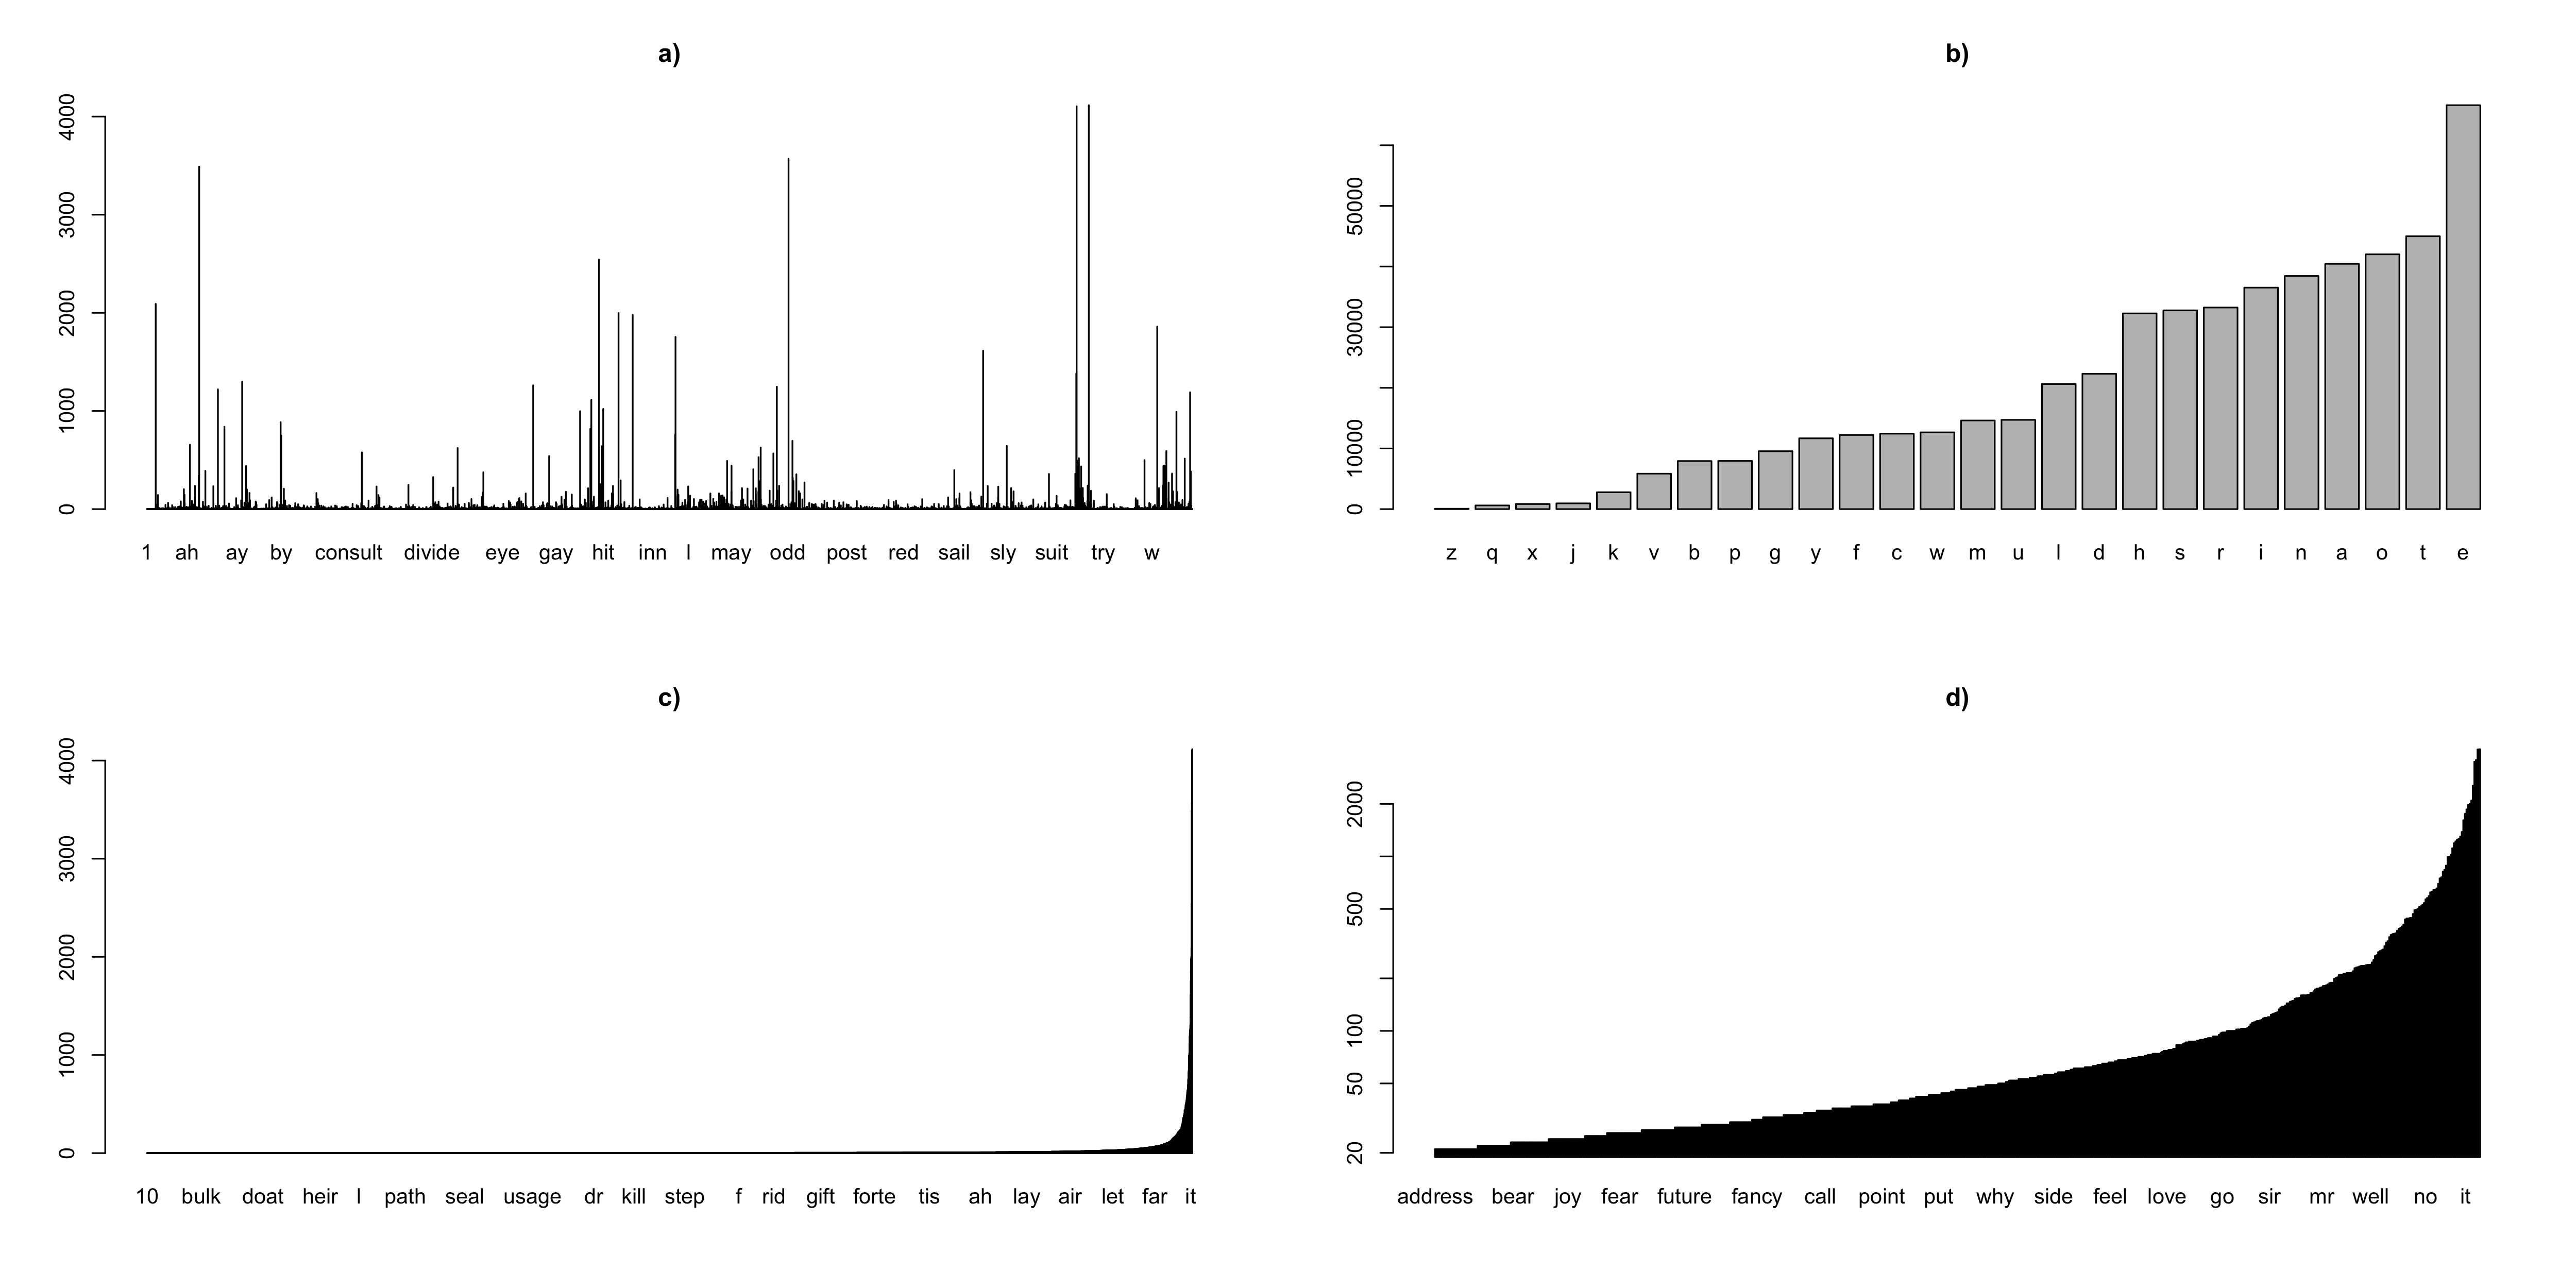 a)
4000
3000
2000
1000
0
1 ah ay by consult divide eye gay hit inn l may odd post red sail sly suit try w
b)
50000
30000
10000
0
z q x j k v b p g y f c w m u l d h s r i n a o t e
c)
4000
3000
2000
1000
0
10 bulk doat heir l path seal usage dr kill step f rid gift forte tis ah lay air let far it
d)
2000
500
100
50
20
address bear joy fear future fancy call point put why side feel love go sir mr well no it